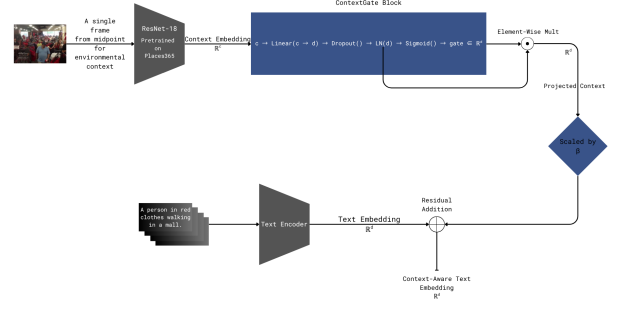 ContextGate Block
A single
frame
from midpoint
for
environmental
context
ResNet-18
Pretrained
on
Places365
Context Embedding
ℝᶜ
c → Linear(c → d) → Dropout() → LN(d) → Sigmoid() → gate ∈ ℝᵈ
Element-Wise Mult
ℝᵈ
Projected Context
Scaled by
β
A person in red
clothes walking
in a mall.
Text Encoder
Text Embedding
ℝᵈ
Residual
Addition
Context-Aware Text
Embedding
ℝᵈ